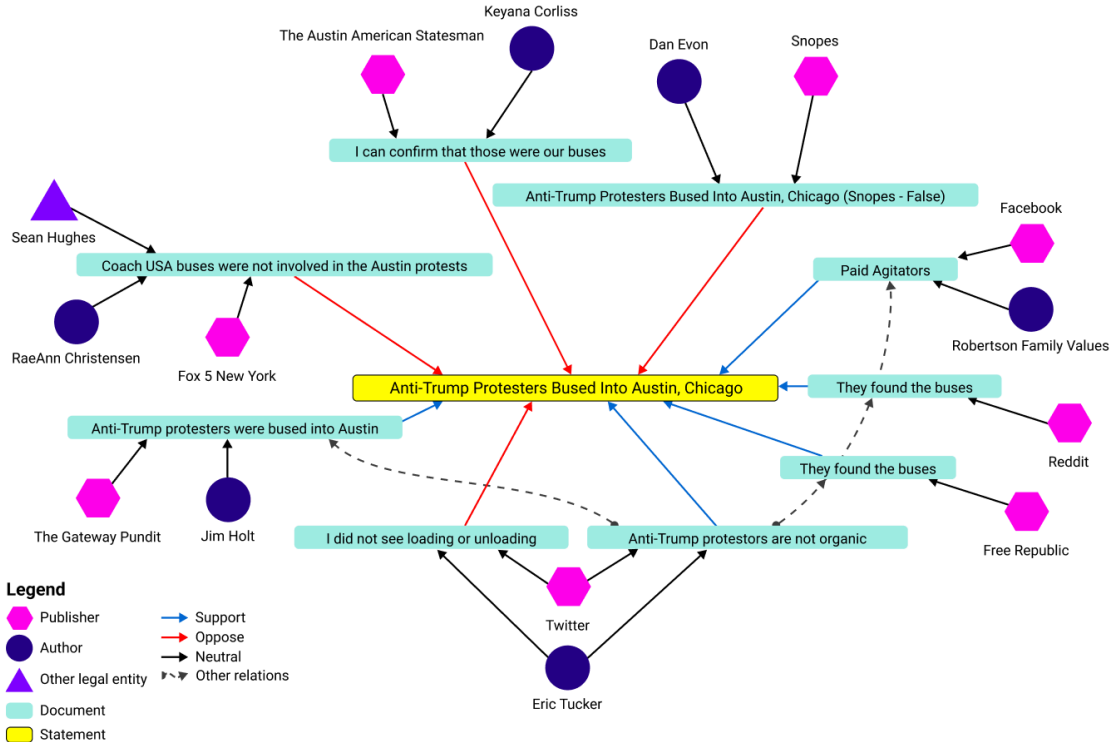 Keyana Corliss
The Austin American Statesman
Dan Evon
Snopes
I can confirm that those were our buses
Anti-Trump Protesters Bused Into Austin, Chicago (Snopes - False)
Facebook
Sean Hughes
Coach USA buses were not involved in the Austin protests
Paid Agitators
RaeAnn Christensen
Fox 5 New York
Robertson Family Values
Anti-Trump Protesters Bused Into Austin, Chicago
They found the buses
Anti-Trump protesters were bused into Austin
Reddit
They found the buses
The Gateway Pundit
Jim Holt
I did not see loading or unloading
Anti-Trump protestors are not organic
Free Republic
Twitter
Eric Tucker
Legend
Publisher
Author
Other legal entity
Document
Statement
Support
Oppose
Neutral
Other relations